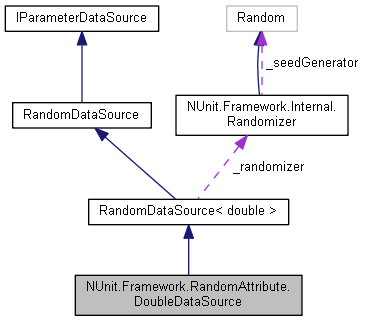 IParameterDataSource
Random
_seedGenerator
RandomDataSource
NUnit.Framework.Internal.
Randomizer
_randomizer
RandomDataSource< double >
NUnit.Framework.RandomAttribute.
DoubleDataSource